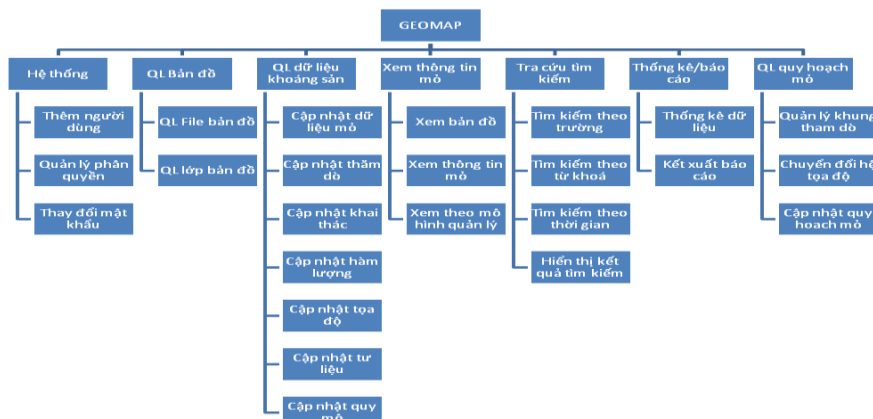 GEOMAP
Hệ thống
Thêm người
dùng
Quản lý phân
quyền
Thay đổi mật
khẩu
QL Bản đồ
QL File bản đồ
QL lớp bản đồ
QL dữ liệu
khoáng sản
Cập nhật dữ
liệu mỏ
Cập nhật thăm
dò
Cập nhật khai
thác
Cập nhật hàm
lượng
Cập nhật tọa
độ
Cập nhật tư
liệu
Cập nhật quy
mô
Xem thông tin
mỏ
Xem bản đồ
Xem thông tin
mỏ
Xem theo mô
hình quản lý
Tra cứu tìm
kiếm
Tìm kiếm theo
trường
Tìm kiếm theo
từ khoá
Tìm kiếm theo
thời gian
Hiển thị kết
quả tìm kiếm
Thống kê/báo
cáo
Thống kê dữ
liệu
Kết xuất báo
cáo
QL quy hoạch
mỏ
Quản lý khung
tham dò
Chuyển đổi hệ
tọa độ
Cập nhật quy
hoach mỏ